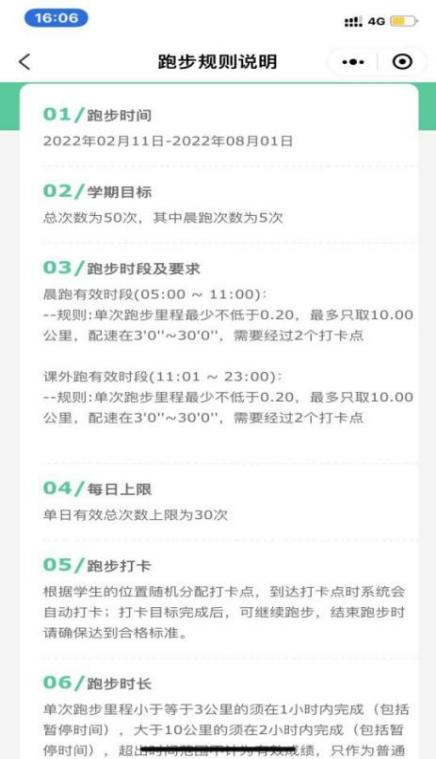 16:06
4G
跑步规则说明
01/跑步时间
2022年02月11日-2022年08月01日
02/学期目标
总次数为50次，其中晨跑次数为5次
03/跑步时段及要求
晨跑有效时段(05:00 ~ 11:00)：
--规则:单次跑步里程最少不低于0.20，最多只取10.00
公里，配速在3'0''~30'0''，需要经过2个打卡点
课外跑有效时段(11:01 ~ 23:00)：
--规则:单次跑步里程最少不低于0.20，最多只取10.00
公里，配速在3'0''~30'0''，需要经过2个打卡点
04/每日上限
单日有效总次数上限为30次
05/跑步打卡
根据学生的位置随机分配打卡点，到达打卡点时系统会
自动打卡；打卡目标完成后，可继续跑步，结束跑步时
请确保达到合格标准。
06/跑步时长
单次跑步里程小于等于3公里的须在1小时内完成（包括
暂停时间），大于10公里的须在2小时内完成（包括暂
停时间），超出时间范围不计为有效成绩，只作为普通